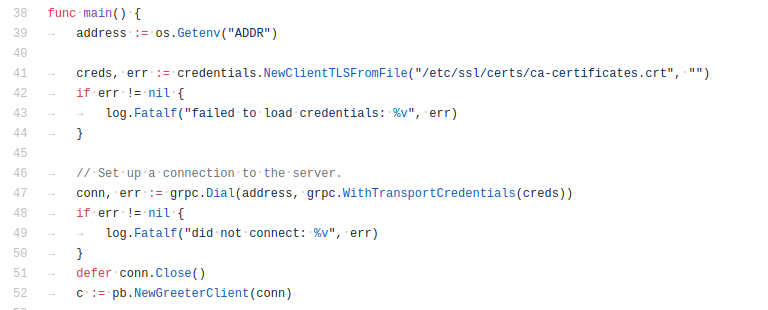 38 func main() {
39 → address := os.Getenv("ADDR")
40
41 → creds, err := credentials.NewClientTLSFromFile("/etc/ssl/certs/ca-certificates.crt", "")
42 → if err != nil {
43 → → log.Fatalf("failed to load credentials: %v", err)
44 → }
45
46 → // Set up a connection to the server.
47 → conn, err := grpc.Dial(address, grpc.WithTransportCredentials(creds))
48 → if err != nil {
49 → → log.Fatalf("did not connect: %v", err)
50 → }
51 → defer conn.Close()
52 → c := pb.NewGreeterClient(conn)